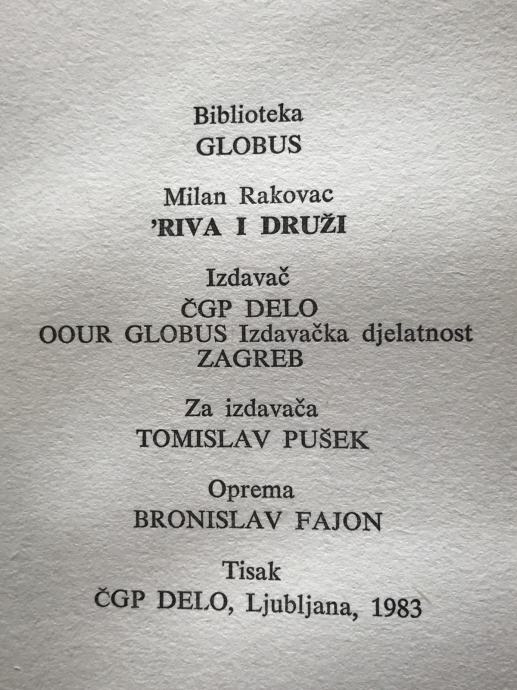 Biblioteka
GLOBUS
Milan Rakovac
'RIVA I DRUŽI
Izdavač
ČGP DELO
OOUR GLOBUS Izdavačka djelatnost
ZAGREB
Za izdavača
TOMISLAV PUŠEK
Oprema
BRONISLAV FAJON
Tisak
ČGP DELO, Ljubljana, 1983